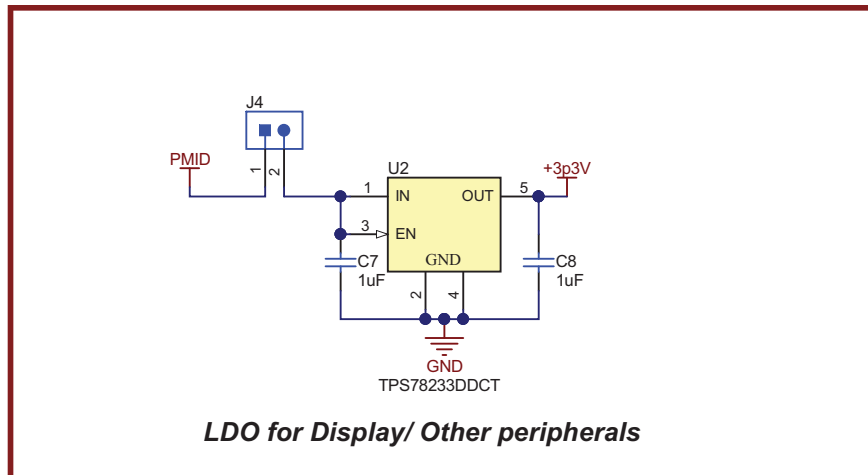 J4
PMID
1
2
U2
+3p3V
1
IN
OUT
5
3
EN
GND
C7
1uF
C8
1uF
2
4
GND
TPS78233DDCT
LDO for Display/ Other peripherals